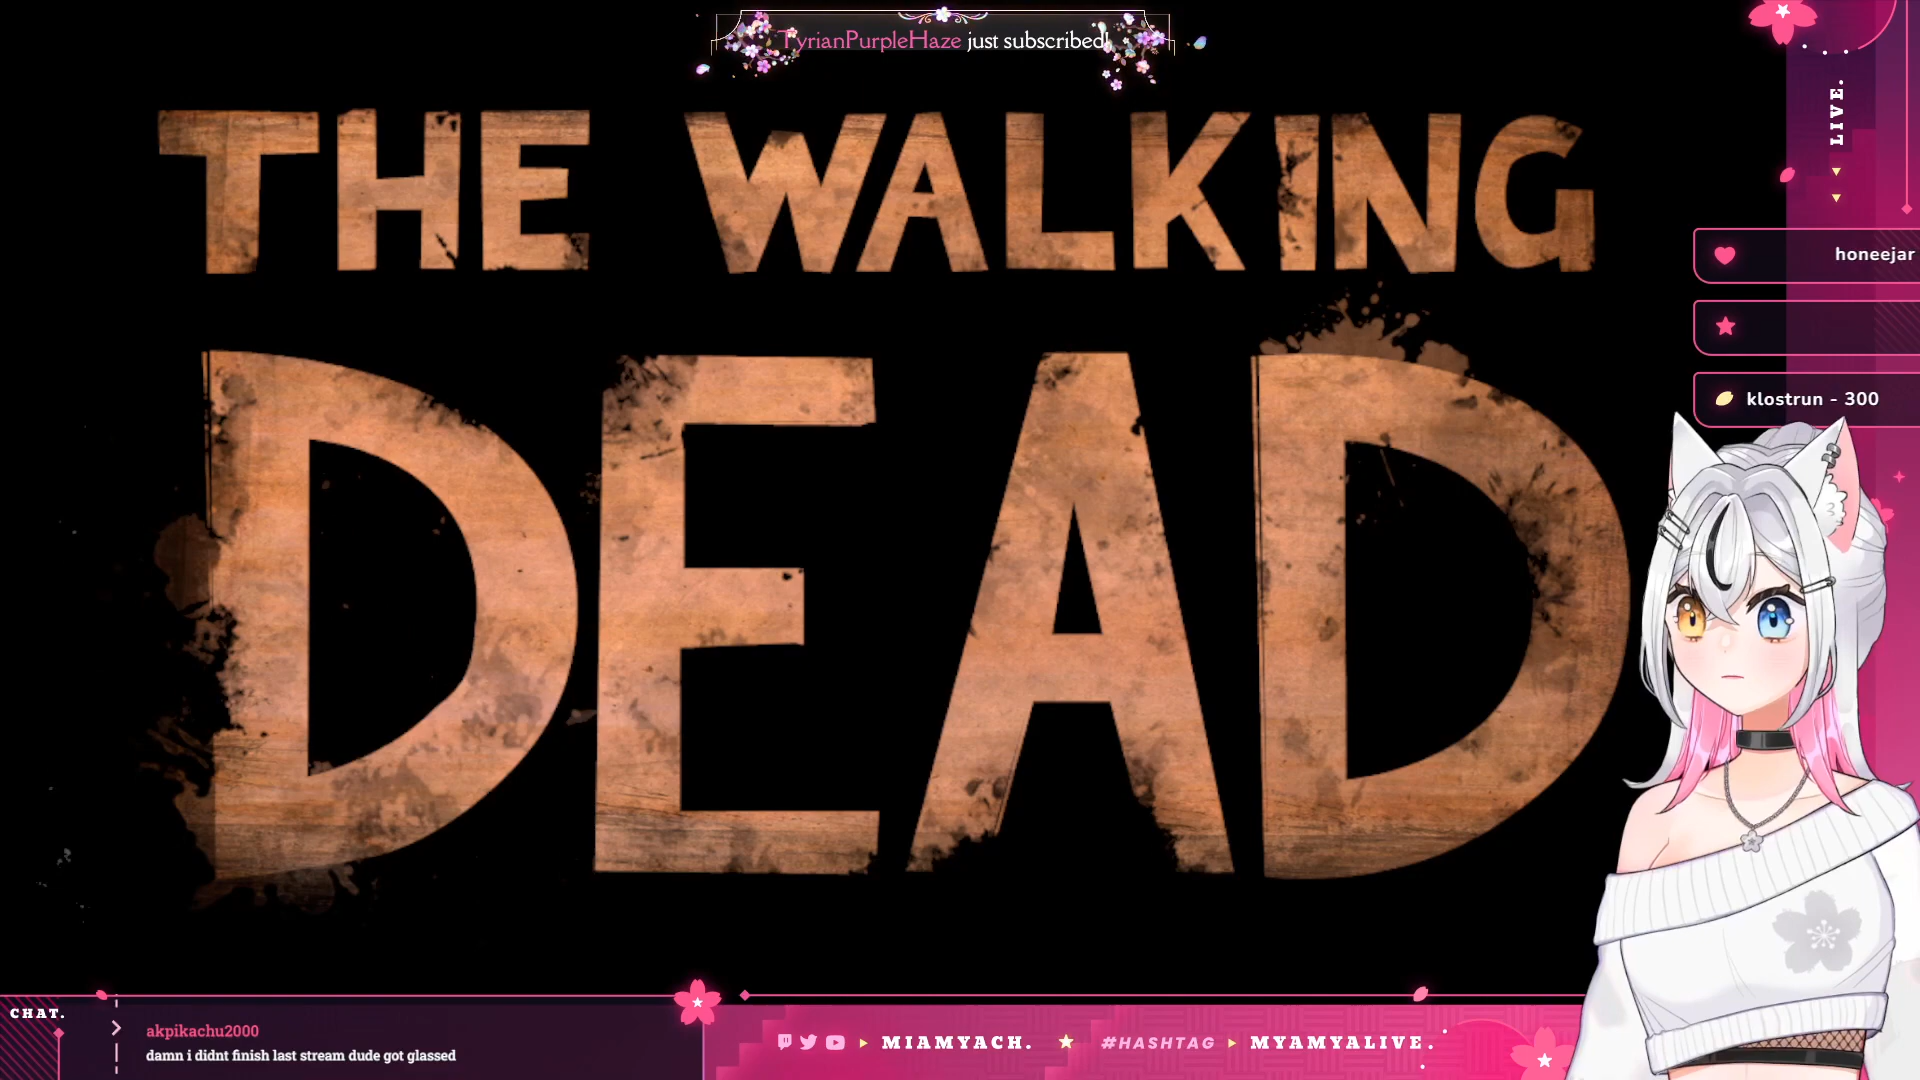 TyrianPurpleHaze just subscribed!
THE WALKING
DEAD
LIVE.
honeejar
klostrun - 300
CHAT.
akpikachu2000
damn i didnt finish last stream dude got glassed
MIAMYACH. #HASHTAG MYAMYALIVE.